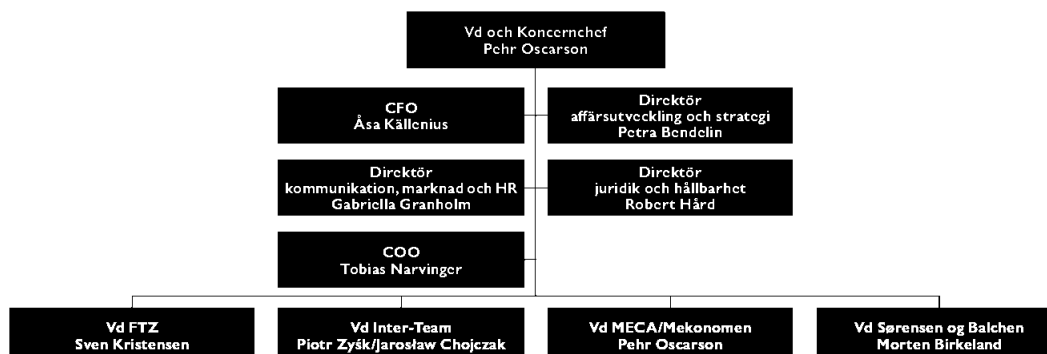 Vd och Koncernchef
Pehr Oscarson
CFO
Åsa Källenius
Direktör
affärsutveckling och strategi
Petra Bendelin
Direktör
kommunikation, marknad och HR
Gabriella Granholm
Direktör
juridik och hållbarhet
Robert Hård
COO
Tobias Narvinger
Vd FTZ
Sven Kristensen
Vd Inter-Team
Piotr Zyśk/Jarosław Chojczak
Vd MECA/Mekonomen
Pehr Oscarson
Vd Sørensen og Balchen
Morten Birkeland